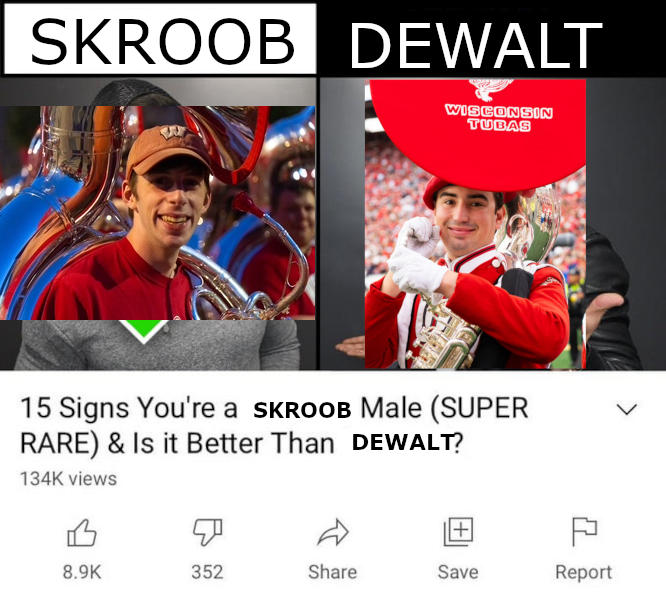 SKROOB
DEWALT
W
WISCONSIN
TUBAS
15 Signs You're a SKROOB Male (SUPER
RARE) & Is it Better Than DEWALT?
134K views
8.9K
352
Share
Save
Report